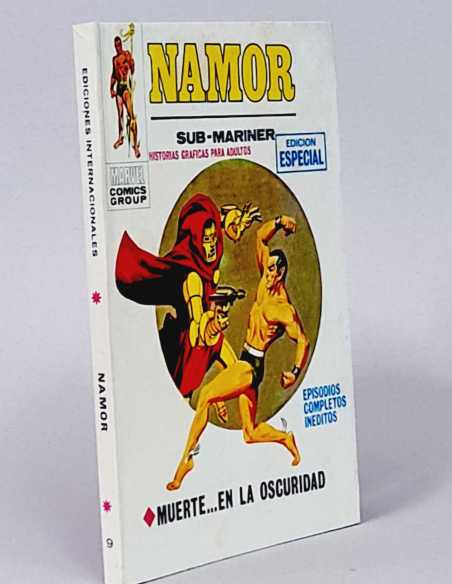 NAMOR
SUB-MARINER
HISTORIAS GRAFICAS PARA ADULTOS
EDICION
ESPECIAL
MARVEL
COMICS
GROUP
EPISODIOS
COMPLETOS
INEDITOS
MUERTE...EN LA OSCURIDAD
EDICIONES INTERNACIONALES
NAMOR
9